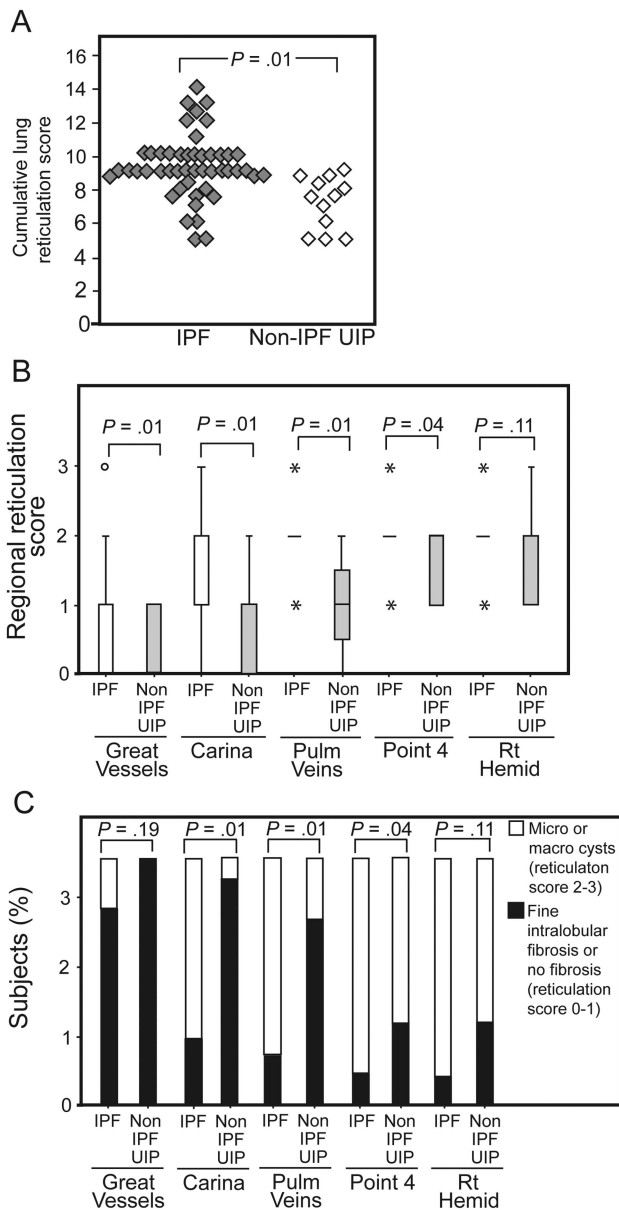 A
Cumulative lung
reticulation score
16
14
12
10
8
6
4
2
0
P = .01
IPF
Non-IPF UIP
B
Regional reticulation
score
3
2
1
0
P = .01
P = .01
P = .01
P = .04
P = .11
IPF
Non
IPF
UIP
IPF
Non
IPF
UIP
IPF
Non
IPF
UIP
IPF
Non
IPF
UIP
IPF
Non
IPF
UIP
Great
Vessels
Carina
Pulm
Veins
Point 4
Rt
Hemid
C
Subjects (%)
3
2
1
0
P = .19
P = .01
P = .01
P = .04
P = .11
Micro or
macro cysts
(reticulaton
score 2-3)
Fine
intralobular
fibrosis or
no fibrosis
(reticulation
score 0-1)
IPF
Non
IPF
UIP
IPF
Non
IPF
UIP
IPF
Non
IPF
UIP
IPF
Non
IPF
UIP
IPF
Non
IPF
UIP
Great
Vessels
Carina
Pulm
Veins
Point 4
Rt
Hemid